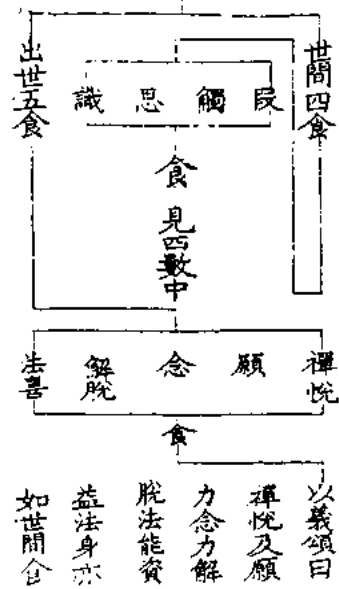 世間四食
段
觸
思
識
食
見四數中
出世五食
禪悅
願
念
解脫
法喜
食
以義頌曰
禪悅及願
力念力解
脫法能資
益法身亦
如世間食